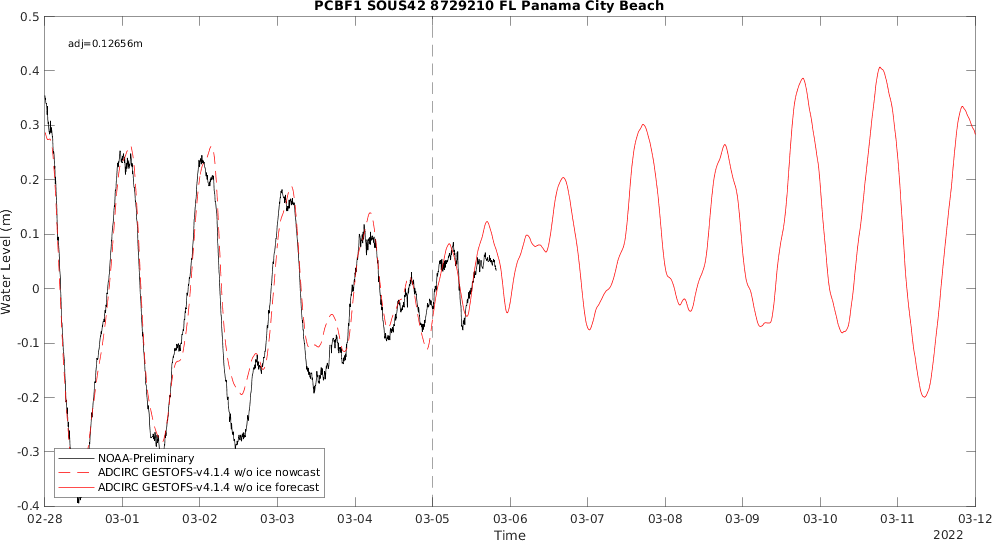 PCBF1 SOUS42 8729210 FL Panama City Beach
adj=0.12656m
Water Level (m)
0.5
0.4
0.3
0.2
0.1
0
-0.1
-0.2
-0.3
-0.4
NOAA-Preliminary
ADCIRC GESTOFS-v4.1.4 w/o ice nowcast
ADCIRC GESTOFS-v4.1.4 w/o ice forecast
02-28 03-01 03-02 03-03 03-04 03-05 03-06 03-07 03-08 03-09 03-10 03-11 03-12
Time
2022